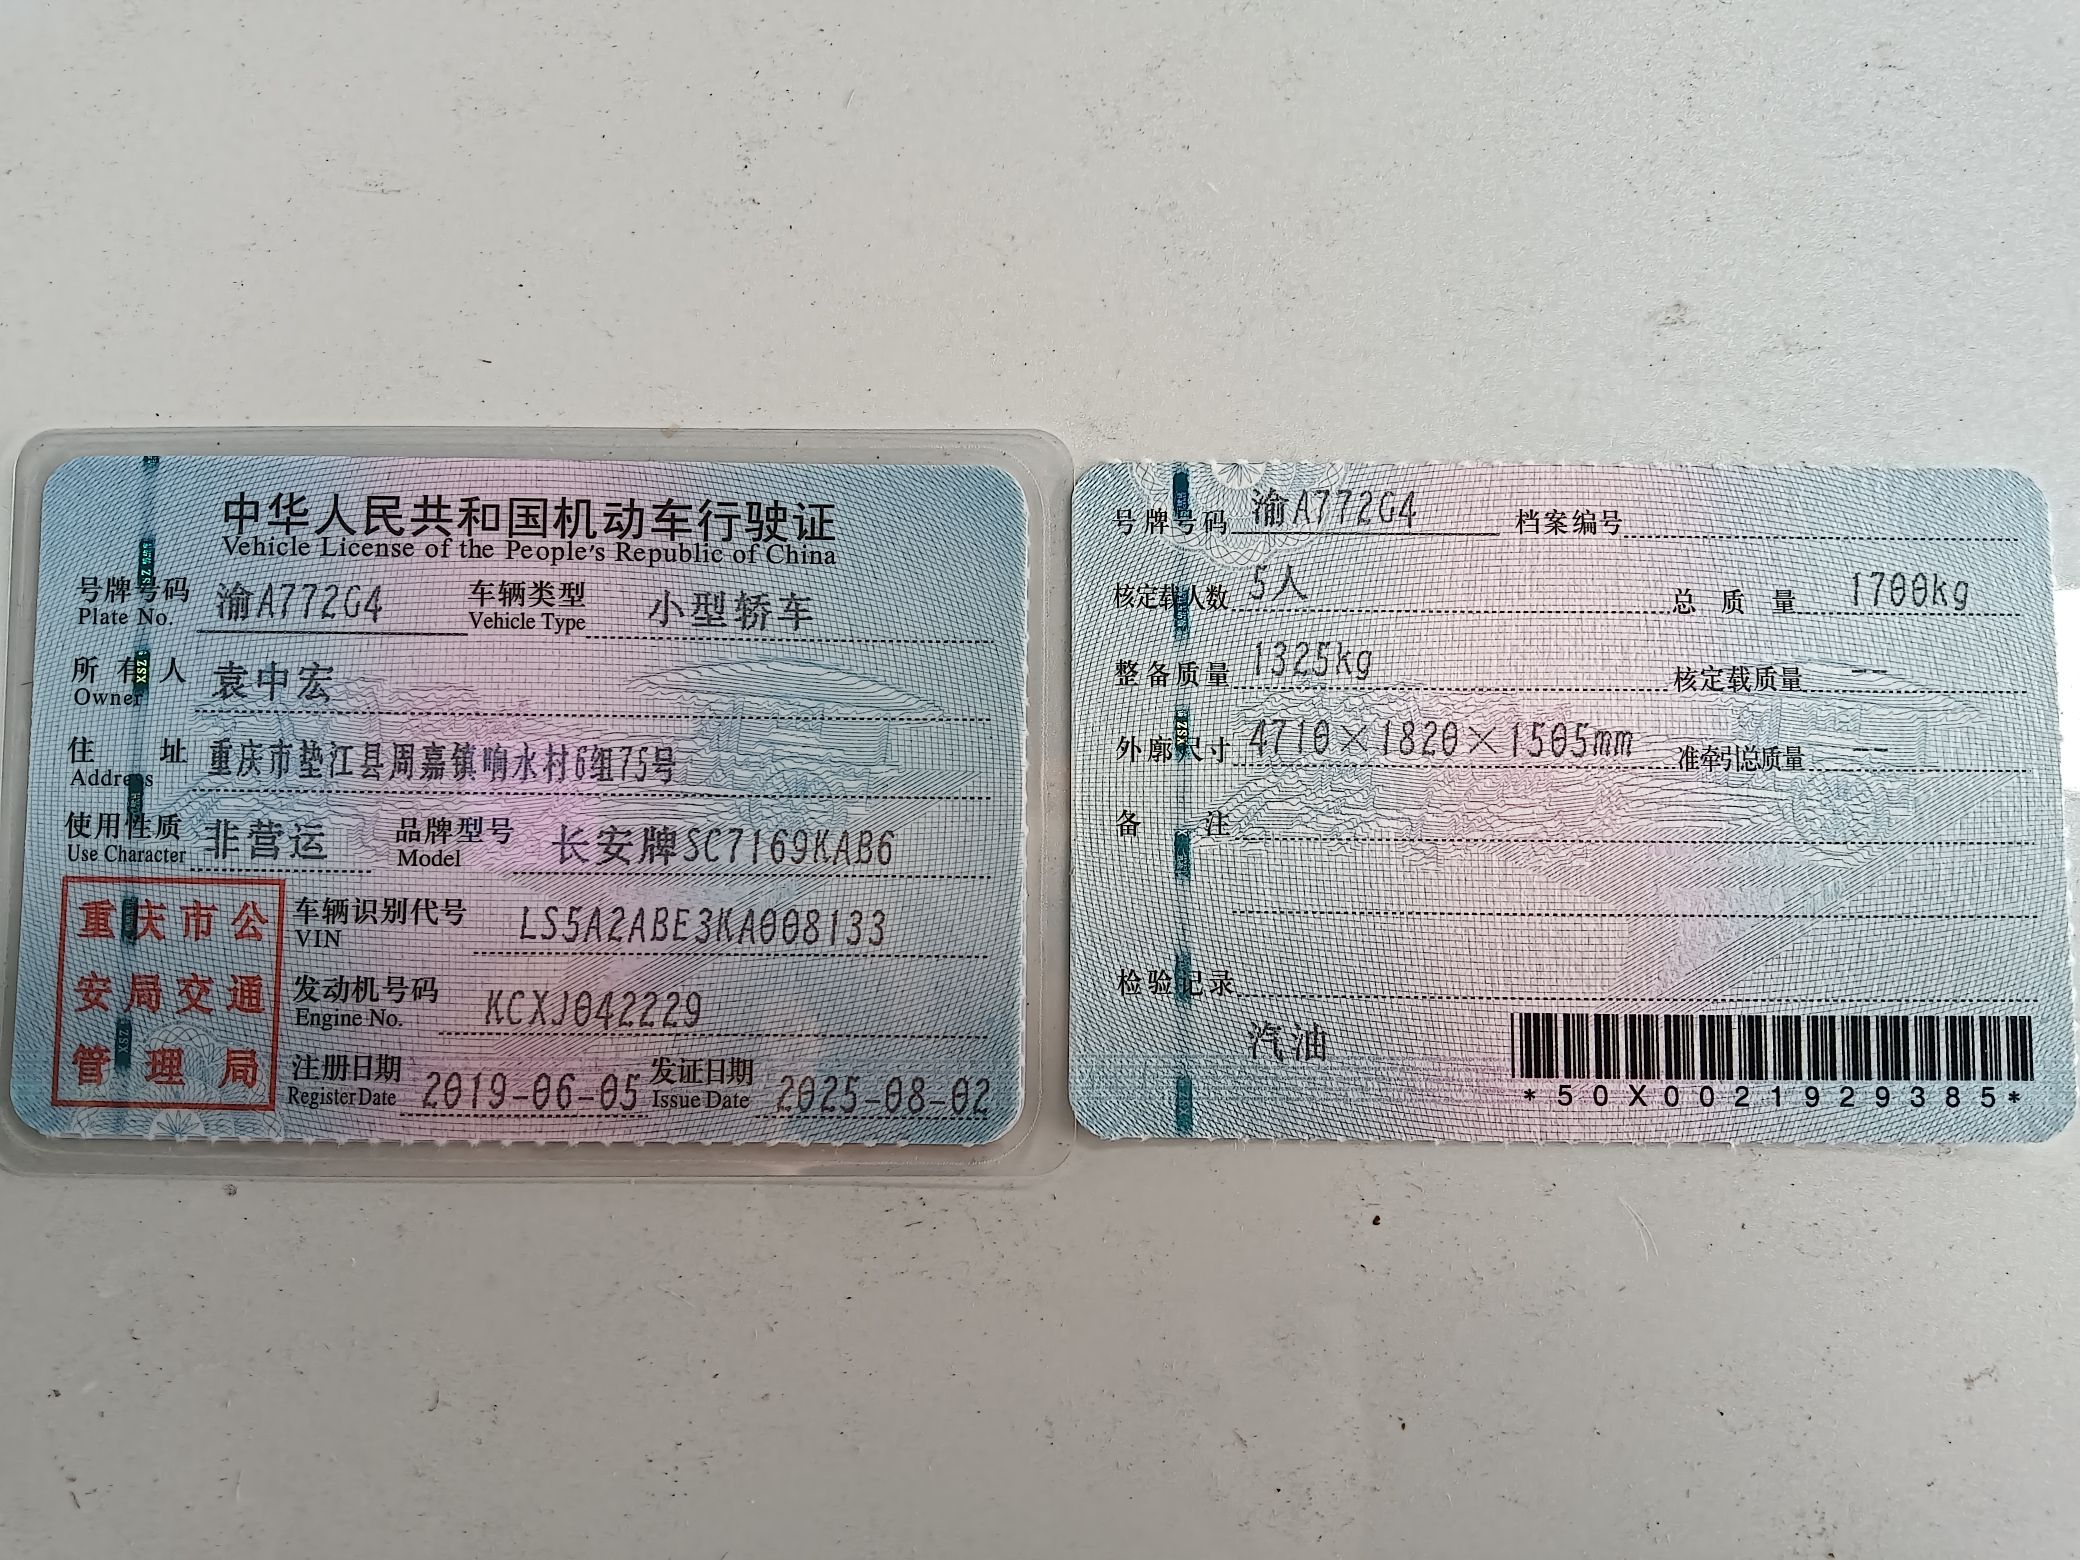 中华人民共和国机动车行驶证
Vehicle License of the People's Republic of China
号牌号码 渝A772G4 车辆类型 小型轿车
Plate No. Vehicle Type
所有人 袁中宏
Owner
住址 重庆市垫江县周嘉镇响水村6组75号
Address
使用性质 非营运 品牌型号 长安牌SC7169KAB6
Use Character Model
重庆市公
安局交通
管理局
车辆识别代号 LS5A2ABE3KA008133
VIN
发动机号码 KCXJ042229
Engine No.
注册日期 2019-06-05 发证日期 2025-08-02
Register Date Issue Date
号牌号码 渝A772G4 档案编号
核定载人数 5人 总质量 1700kg
整备质量 1325kg 核定载质量 --
外廓尺寸 4710×1820×1505mm 准牵引总质量 --
备注
检验记录
汽油
*50X0021929385*